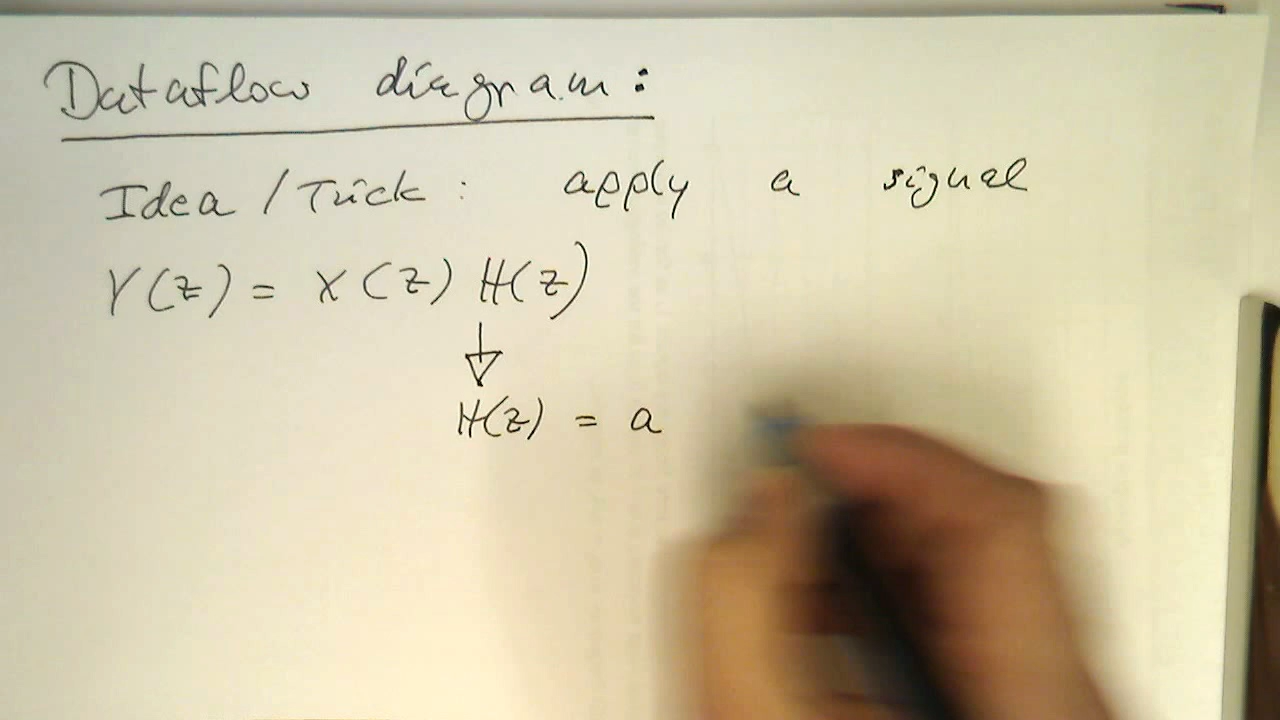 Dataflow diagram:
Idea / Trick : apply a signal
Y(z) = X(z) H(z)
H(z) = a